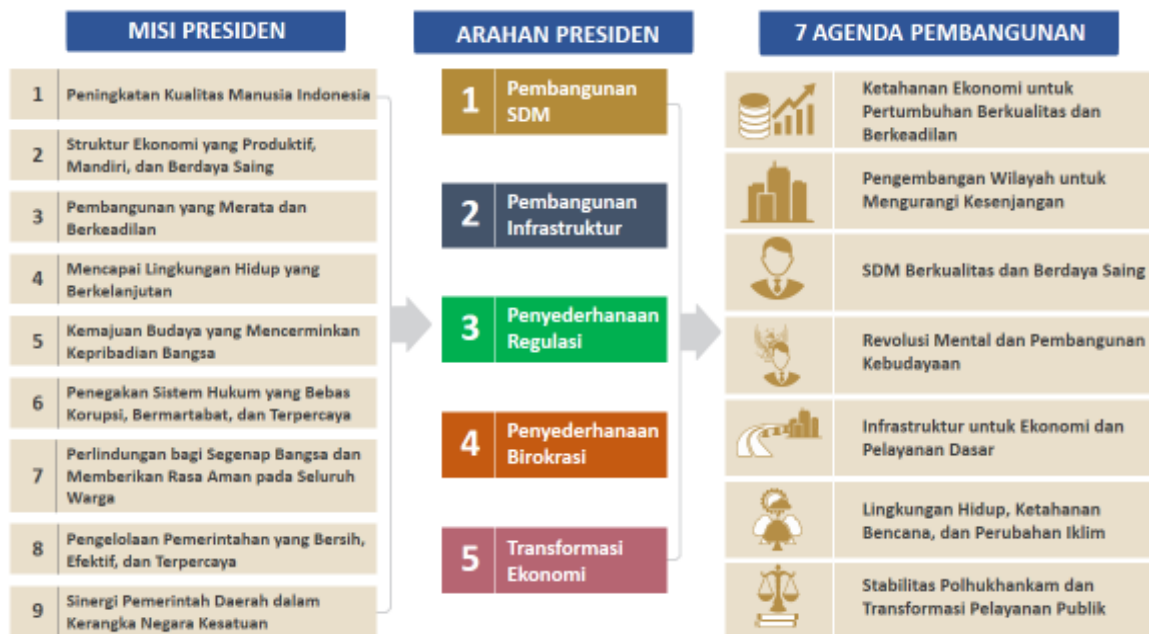 MISI PRESIDEN
1
Peningkatan Kualitas Manusia Indonesia
2
Struktur Ekonomi yang Produktif,
Mandiri, dan Berdaya Saing
3
Pembangunan yang Merata dan
Berkeadilan
4
Mencapai Lingkungan Hidup yang
Berkelanjutan
5
Kemajuan Budaya yang Mencerminkan
Kepribadian Bangsa
6
Penegakan Sistem Hukum yang Bebas
Korupsi, Bermartabat, dan Terpercaya
7
Perlindungan bagi Segenap Bangsa dan
Memberikan Rasa Aman pada Seluruh
Warga
8
Pengelolaan Pemerintahan yang Bersih,
Efektif, dan Terpercaya
9
Sinergi Pemerintah Daerah dalam
Kerangka Negara Kesatuan
ARAHAN PRESIDEN
1
Pembangunan
SDM
2
Pembangunan
Infrastruktur
3
Penyederhanaan
Regulasi
4
Penyederhanaan
Birokrasi
5
Transformasi
Ekonomi
7 AGENDA PEMBANGUNAN
Ketahanan Ekonomi untuk
Pertumbuhan Berkualitas dan
Berkeadilan
Pengembangan Wilayah untuk
Mengurangi Kesenjangan
SDM Berkualitas dan Berdaya Saing
Revolusi Mental dan Pembangunan
Kebudayaan
Infrastruktur untuk Ekonomi dan
Pelayanan Dasar
Lingkungan Hidup, Ketahanan
Bencana, dan Perubahan Iklim
Stabilitas Polhukhankam dan
Transformasi Pelayanan Publik